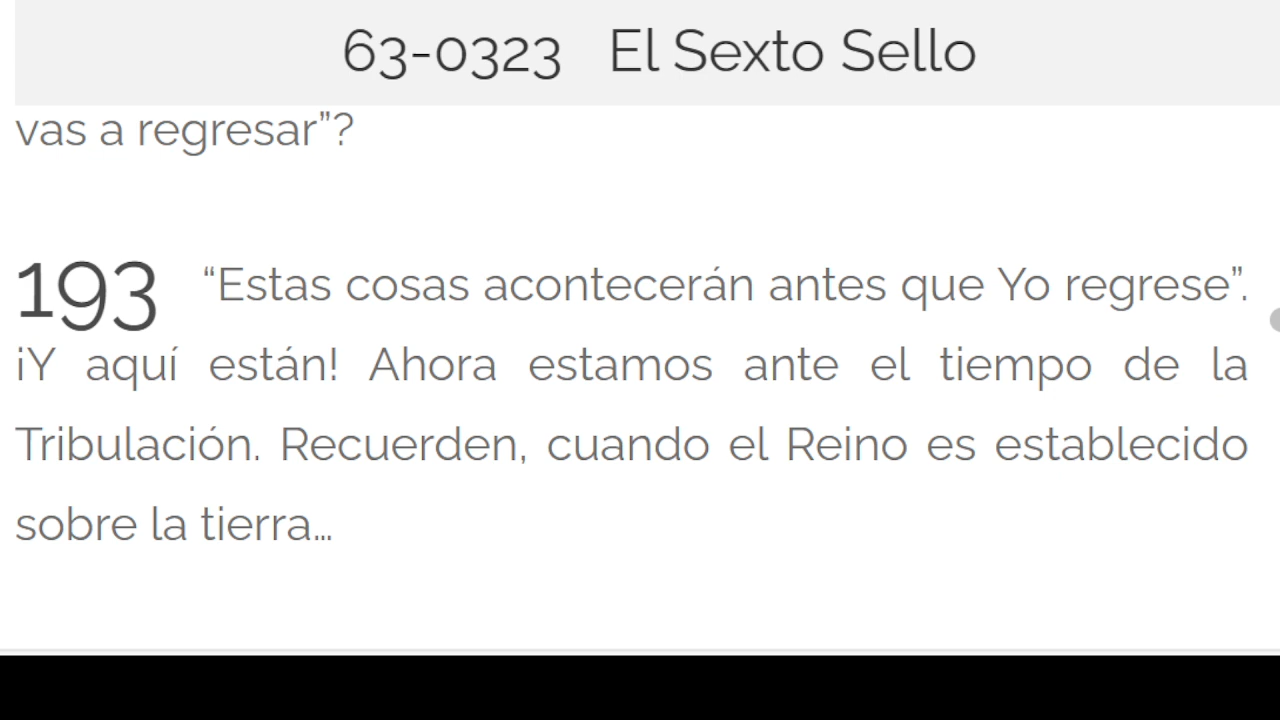 63-0323 El Sexto Sello
vas a regresar”?
193 “Estas cosas acontecerán antes que Yo regrese”.
¡Y aquí están! Ahora estamos ante el tiempo de la
Tribulación. Recuerden, cuando el Reino es establecido
sobre la tierra…